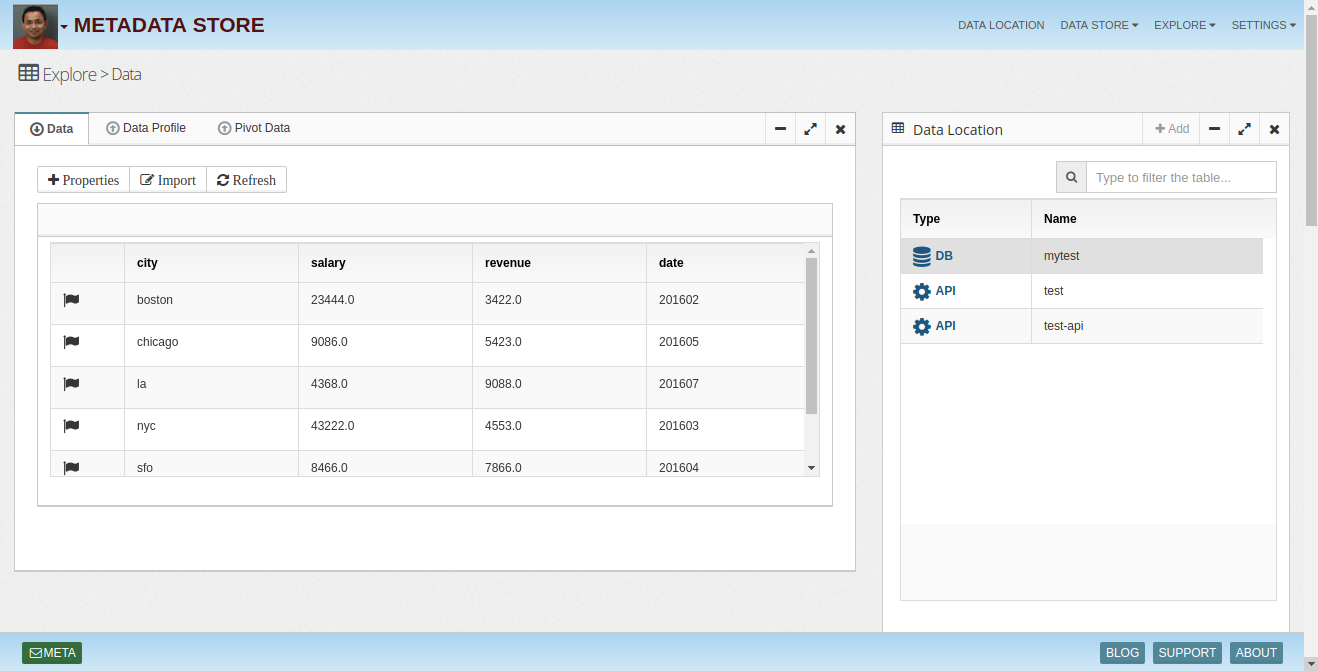 METADATA STORE
DATA LOCATION DATA STORE EXPLORE SETTINGS
Explore > Data
Data Data Profile Pivot Data
Properties Import Refresh
city salary revenue date
boston 23444.0 3422.0 201602
chicago 9086.0 5423.0 201605
la 4368.0 9088.0 201607
nyc 43222.0 4553.0 201603
sfo 8466.0 7866.0 201604
Data Location Add
Type to filter the table...
Type Name
DB mytest
API test
API test-api
META
BLOG SUPPORT ABOUT